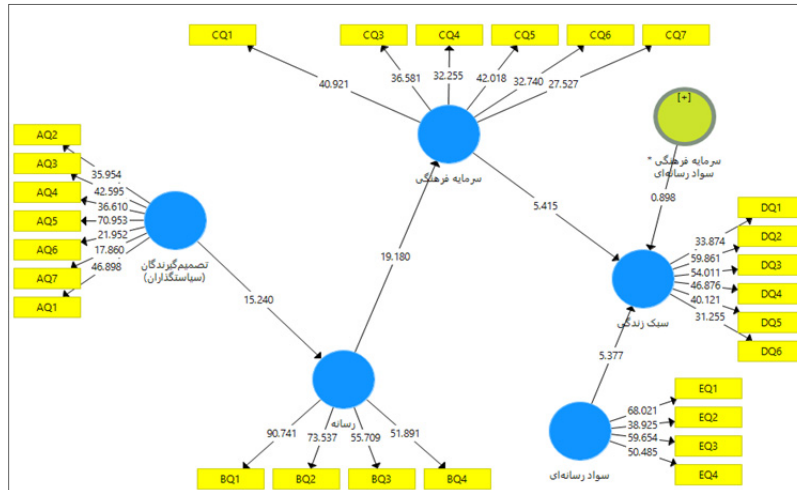 CQ1
CQ3
CQ4
CQ5
CQ6
CQ7
40.921
36.581
32.255
42.018
32.740
27.527
[+]
سرمایه فرهنگی
سرمایه فرهنگی *
سواد رسانه‌ای
AQ2
AQ3
AQ4
AQ5
AQ6
AQ7
AQ1
35.954
42.595
36.610
70.953
21.952
17.860
46.898
تصمیم‌گیرندگان
(سیاستگذاران)
5.415
0.898
19.180
15.240
DQ1
DQ2
DQ3
DQ4
DQ5
DQ6
33.874
59.861
54.011
46.876
40.121
31.255
سبک زندگی
5.377
رسانه
90.741
73.537
55.709
51.891
BQ1
BQ2
BQ3
BQ4
سواد رسانه‌ای
68.021
38.925
59.654
50.485
EQ1
EQ2
EQ3
EQ4